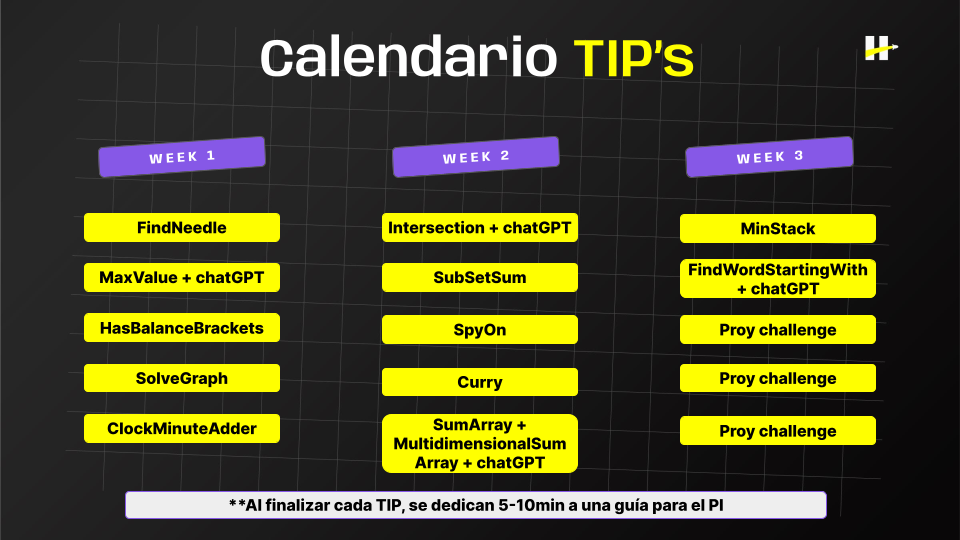 Calendario TIP's
WEEK 1
FindNeedle
MaxValue + chatGPT
HasBalanceBrackets
SolveGraph
ClockMinuteAdder
WEEK 2
Intersection + chatGPT
SubSetSum
SpyOn
Curry
SumArray +
MultidimensionalSum
Array + chatGPT
WEEK 3
MinStack
FindWordStartingWith
+ chatGPT
Proy challenge
Proy challenge
Proy challenge
**Al finalizar cada TIP, se dedican 5-10min a una guía para el PI